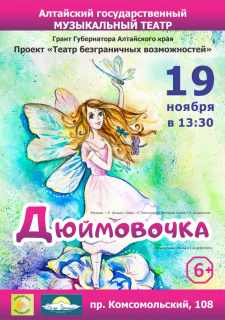 Алтайский государственный
МУЗЫКАЛЬНЫЙ ТЕАТР
Грант Губернатора Алтайского края
Проект «Театр безграничных возможностей»
19
ноября
в 13:30
Дюймовочка
6+
пр. Комсомольский, 108